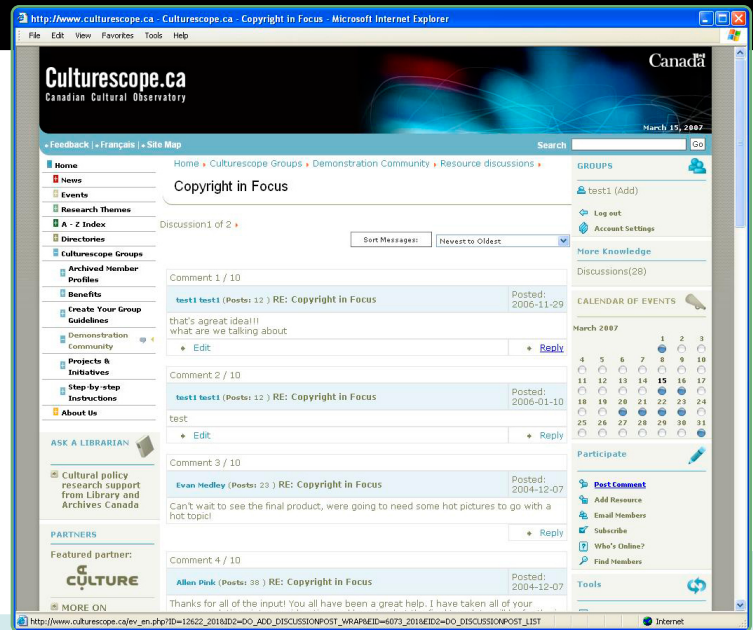 http://www.culturescope.ca - Culturescope.ca - Copyright in Focus - Microsoft Internet Explorer
File Edit View Favorites Tools Help
Canada
Culturescope.ca
Canadian Cultural Observatory
March 15, 2007
Feedback | Français | Site Map
Search
Go
Home
News
Events
Research Themes
A - Z Index
Directories
Culturescope Groups
Archived Member
Profiles
Benefits
Create Your Group
Guidelines
Demonstration
Community
Projects &
Initiatives
Step-by-step
Instructions
About Us
ASK A LIBRARIAN
Cultural policy
research support
from Library and
Archives Canada
PARTNERS
Featured partner:
CULTURE
MORE ON
Home Culturescope Groups Demonstration Community Resource discussions
Copyright in Focus
Discussion1 of 2
Sort Messages: Newest to Oldest
Comment 1 / 10
test1 test1 (Posts: 12 ) RE: Copyright in Focus
Posted:
2006-11-29
that's agreat idea!!!
what are we talking about
Edit Reply
Comment 2 / 10
test1 test1 (Posts: 12 ) RE: Copyright in Focus
Posted:
2006-01-10
test
Edit Reply
Comment 3 / 10
Evan Medley (Posts: 23 ) RE: Copyright in Focus
Posted:
2004-12-07
Can't wait to see the final product, were going to need some hot pictures to go with a
hot topic!
Reply
Comment 4 / 10
Allen Pink (Posts: 38 ) RE: Copyright in Focus
Posted:
2004-12-07
Thanks for all of the input! You all have been a great help. I have taken all of your
GROUPS
test1 (Add)
Log out
Account Settings
More Knowledge
Discussions(28)
CALENDAR OF EVENTS
March 2007
1 2 3
4 5 6 7 8 9 10
11 12 13 14 15 16 17
18 19 20 21 22 23 24
25 26 27 28 29 30 31
Participate
Post Comment
Add Resource
Email Members
Subscribe
Who's Online?
Find Members
Tools
http://www.culturescope.ca/ev_en.php?ID=12622_201&ID2=DO_ADD_DISCUSSIONPOST_WRAP&EID=6073_201&EID2=DO_DISCUSSIONPOST_LIST
Internet